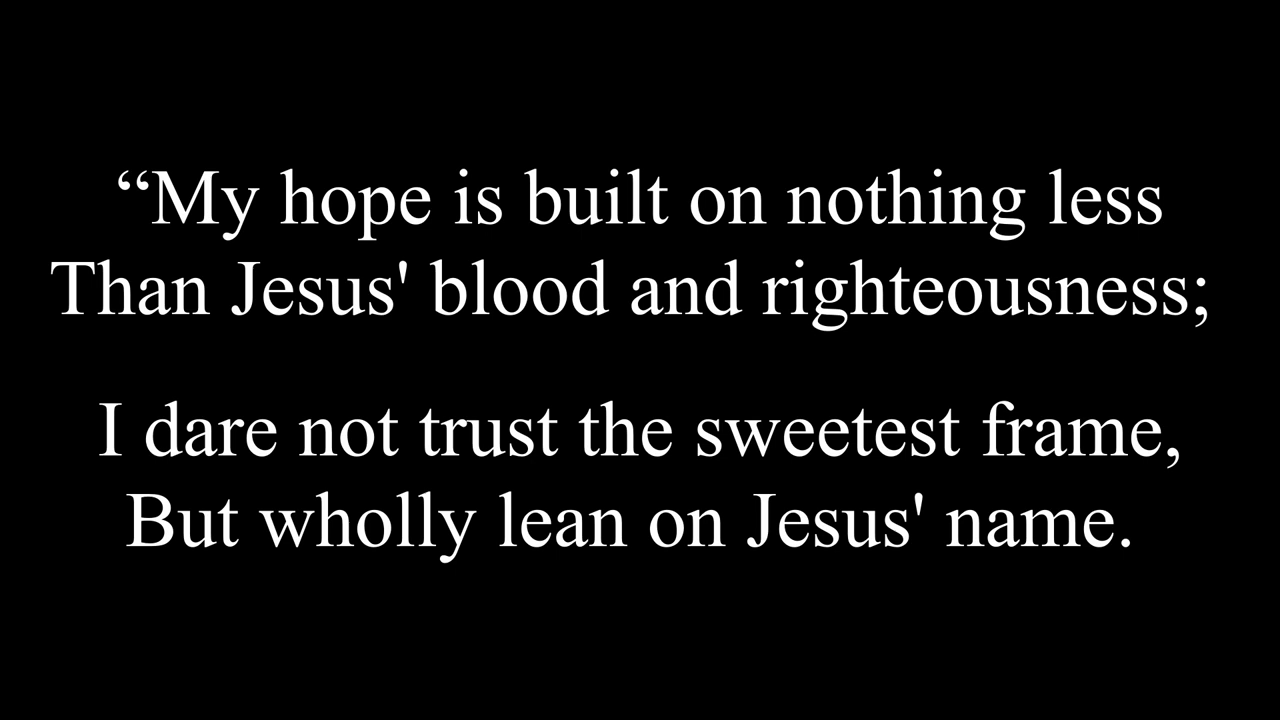 “My hope is built on nothing less
Than Jesus' blood and righteousness;
I dare not trust the sweetest frame,
But wholly lean on Jesus' name.